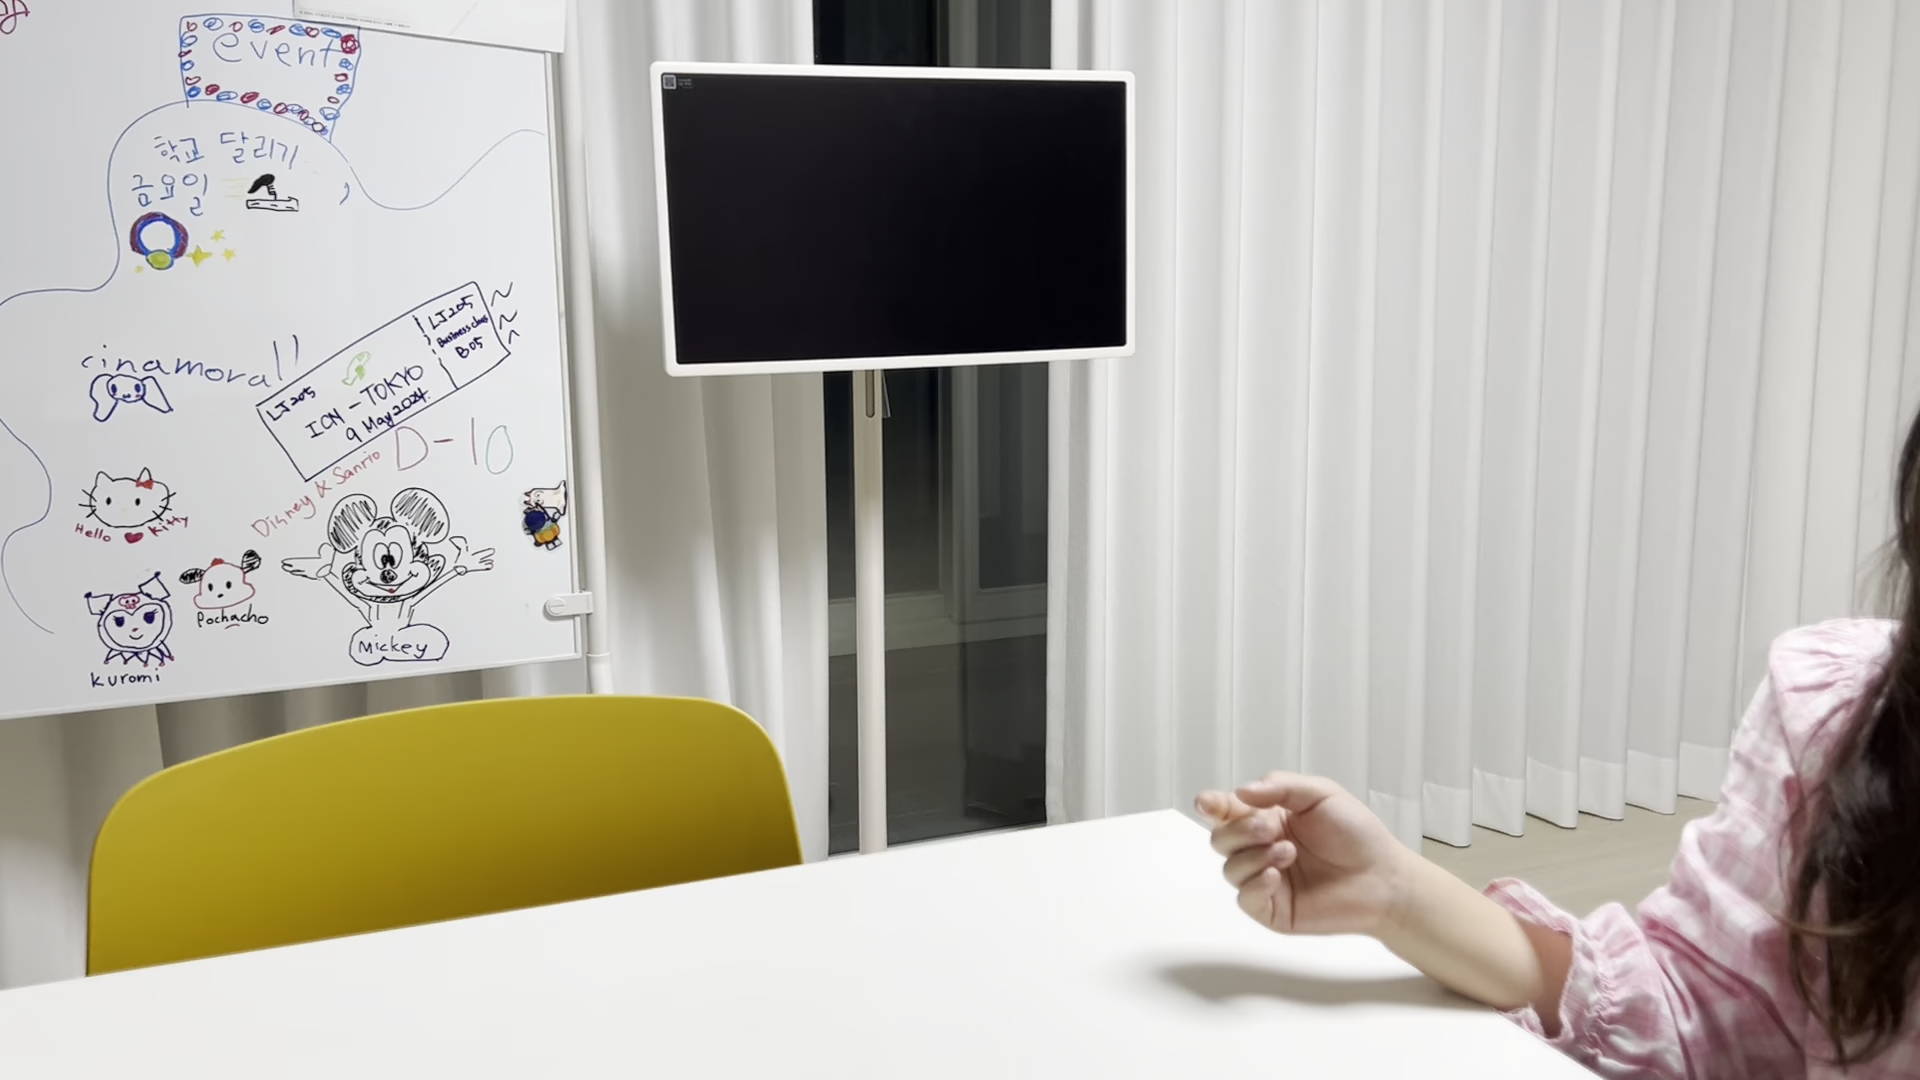 event
학교 달리기
금요일
cinamoroll
LJ205
Business class
B05
LJ205
ICN - TOKYO
9 May 2024.
D-10
Disney & Sanrio
Hello Kitty
Pochacho
Mickey
kuromi